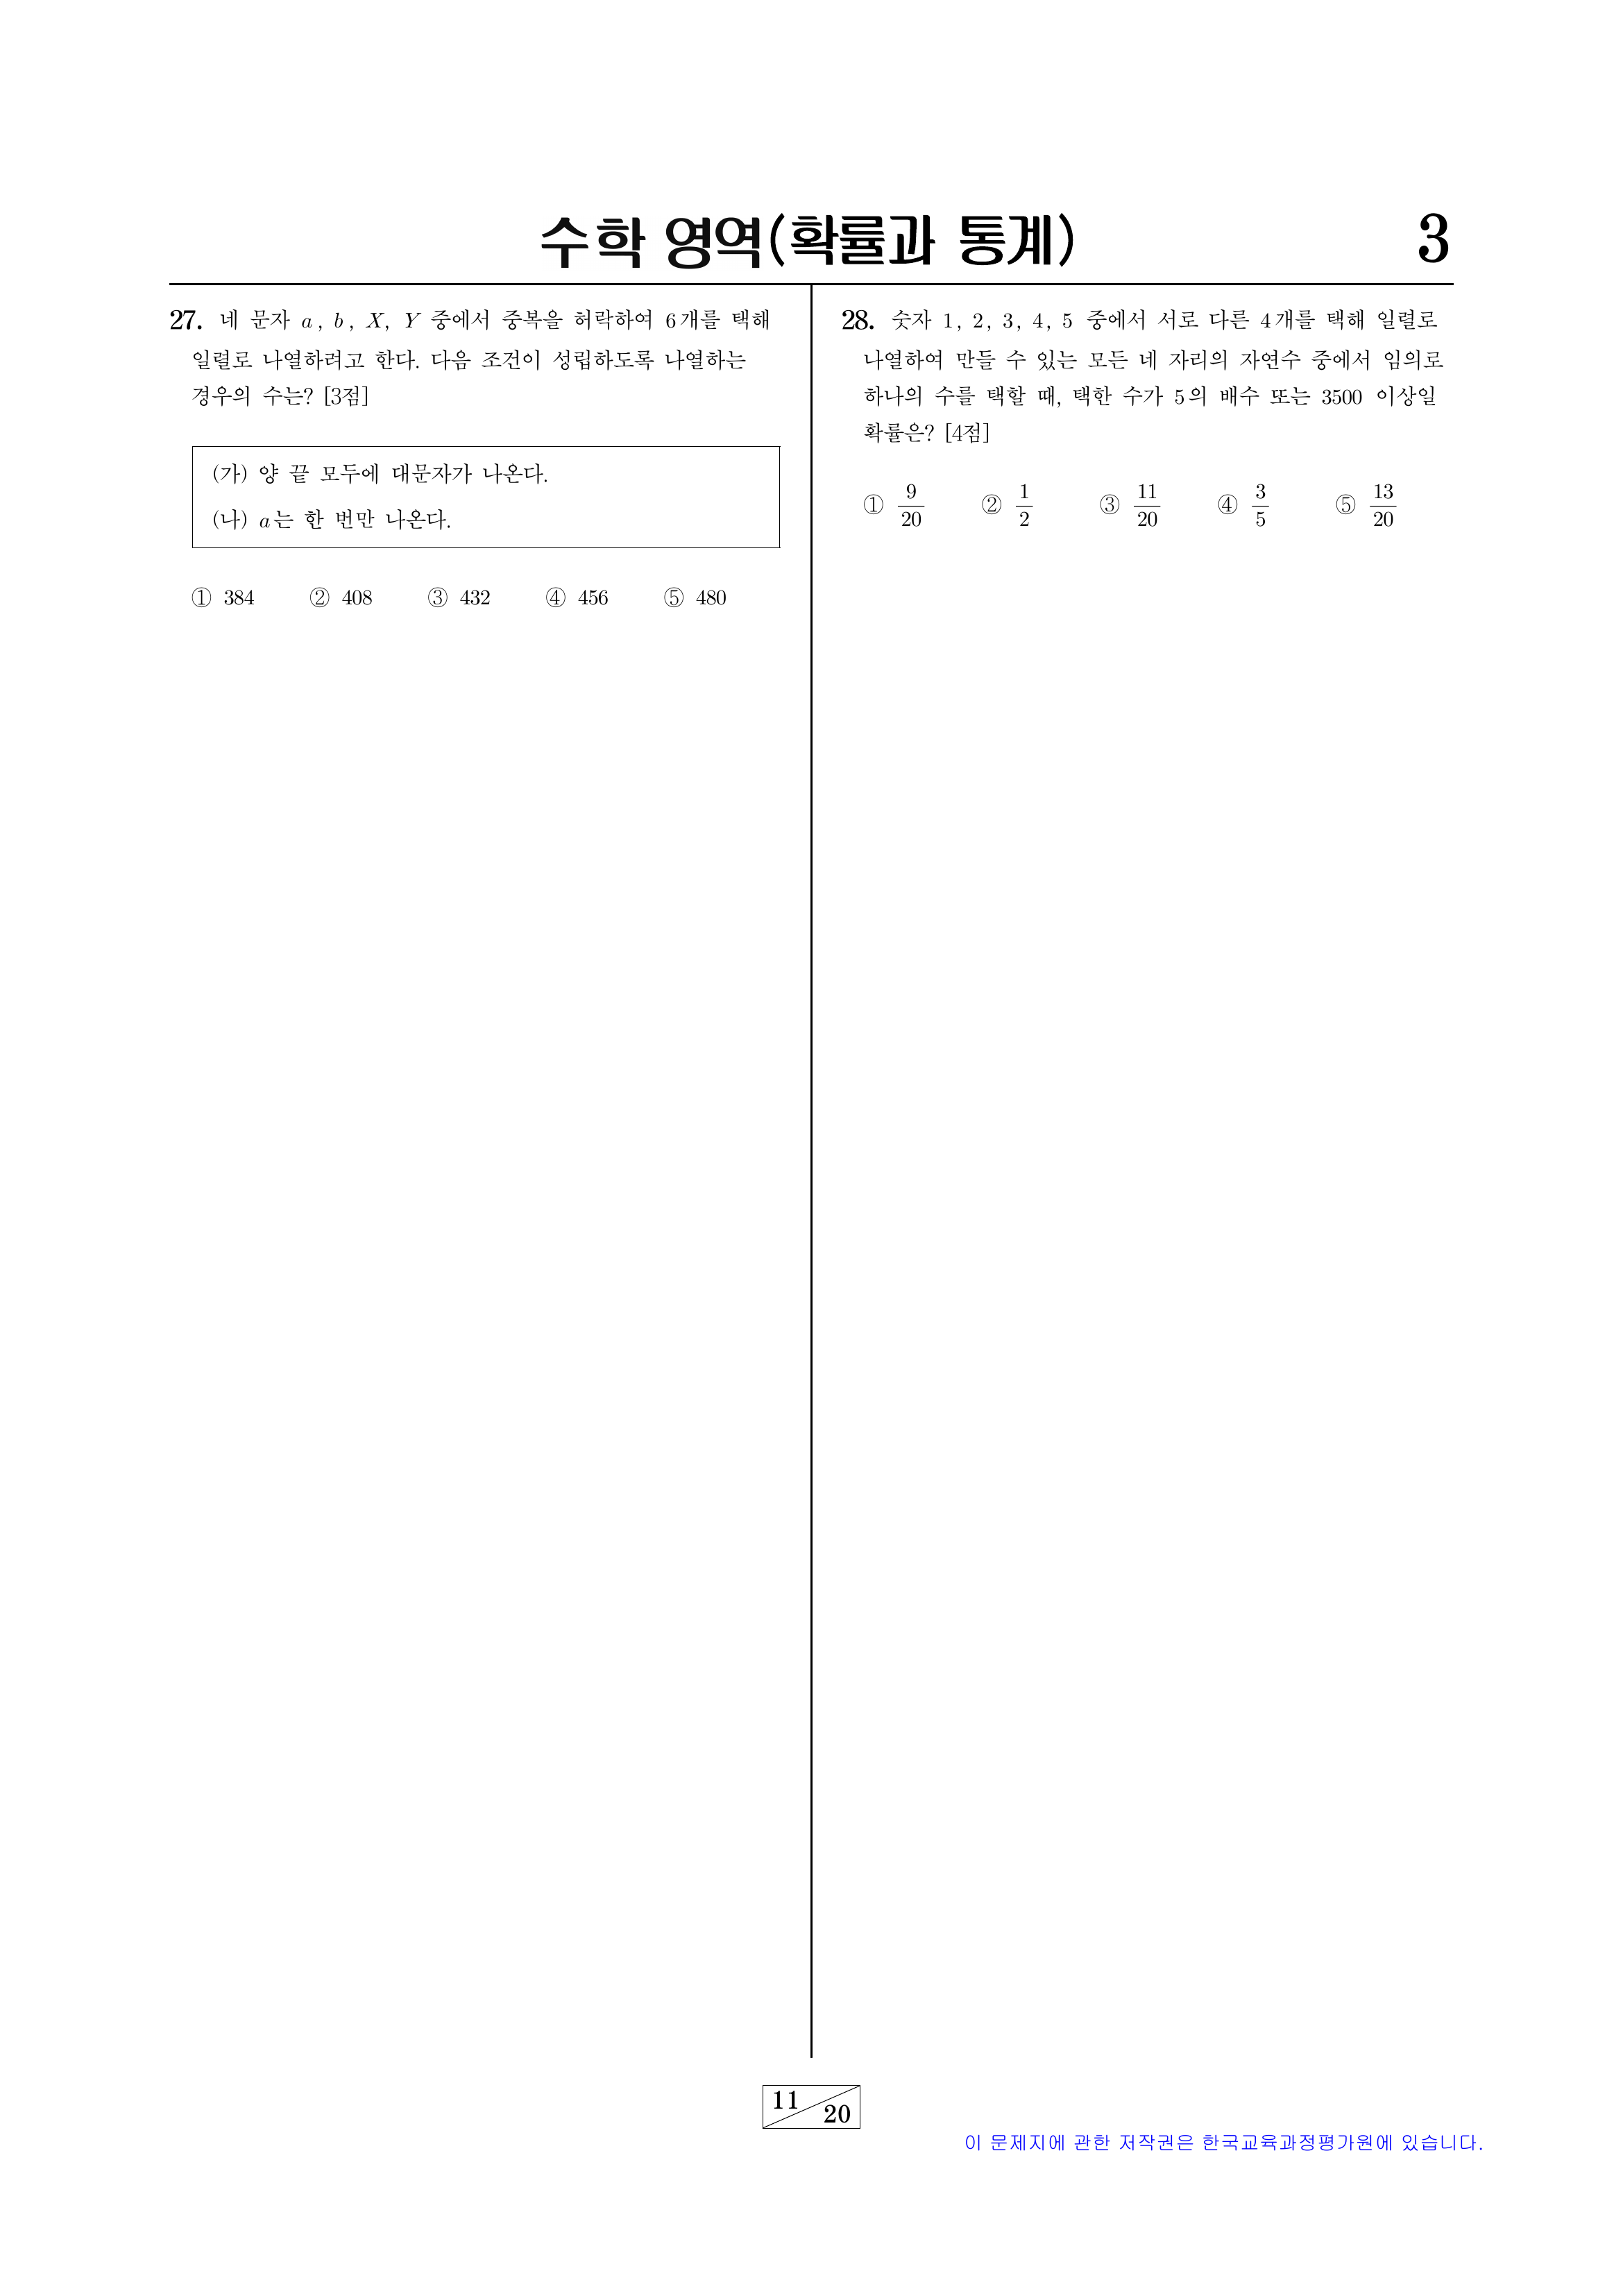 수학 영역(확률과 통계)
3
27. 네 문자 a, b, X, Y 중에서 중복을 허락하여 6개를 택해
일렬로 나열하려고 한다. 다음 조건이 성립하도록 나열하는
경우의 수는? [3점]
(가) 양 끝 모두에 대문자가 나온다.
(나) a는 한 번만 나온다.
① 384 ② 408 ③ 432 ④ 456 ⑤ 480
28. 숫자 1, 2, 3, 4, 5 중에서 서로 다른 4개를 택해 일렬로
나열하여 만들 수 있는 모든 네 자리의 자연수 중에서 임의로
하나의 수를 택할 때, 택한 수가 5의 배수 또는 3500 이상일
확률은? [4점]
① 9/20 ② 1/2 ③ 11/20 ④ 3/5 ⑤ 13/20
11 20
이 문제지에 관한 저작권은 한국교육과정평가원에 있습니다.